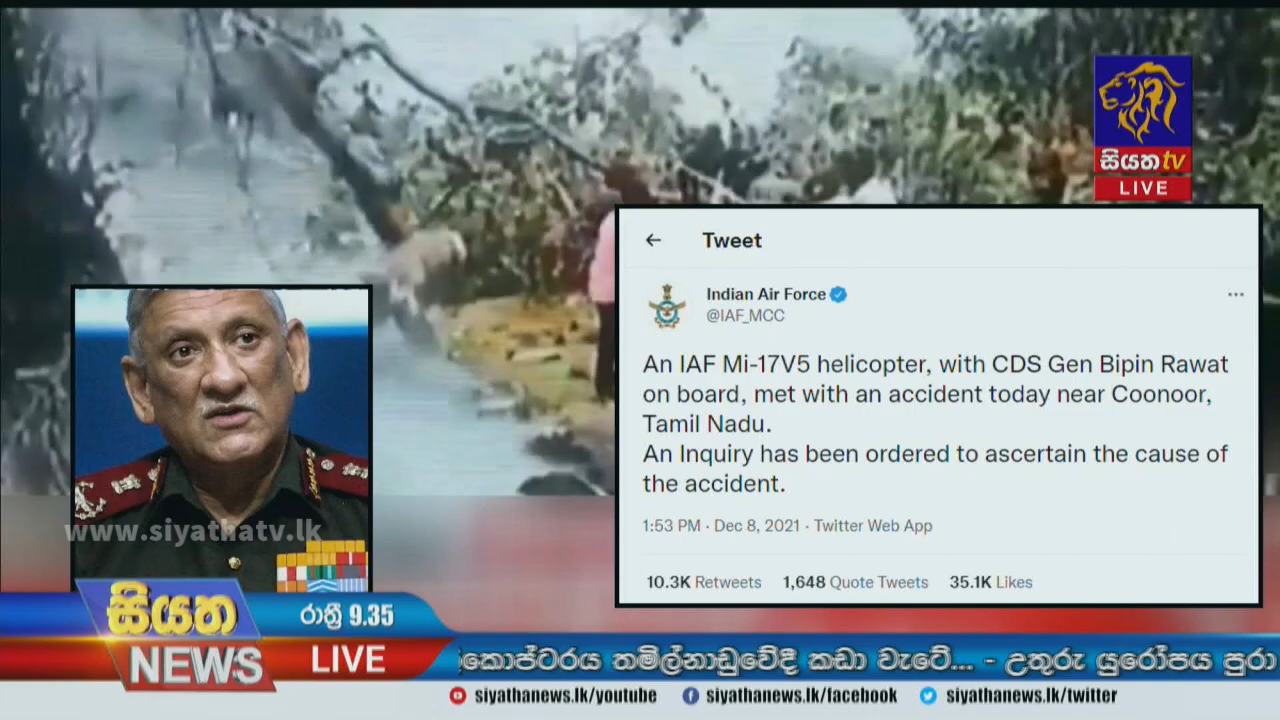 සියත tv
LIVE
Tweet
Indian Air Force
@IAF_MCC
An IAF Mi-17V5 helicopter, with CDS Gen Bipin Rawat
on board, met with an accident today near Coonoor,
Tamil Nadu.
An Inquiry has been ordered to ascertain the cause of
the accident.
1:53 PM · Dec 8, 2021 · Twitter Web App
10.3K Retweets 1,648 Quote Tweets 35.1K Likes
www.siyathatv.lk
සියත
NEWS
රාත්‍රී 9.35
LIVE
කොප්ටරය තමිල්නාඩුවේදී කඩා වැටේ... - උතුරු යුරෝපය පුරා
siyathanews.lk/youtube siyathanews.lk/facebook siyathanews.lk/twitter